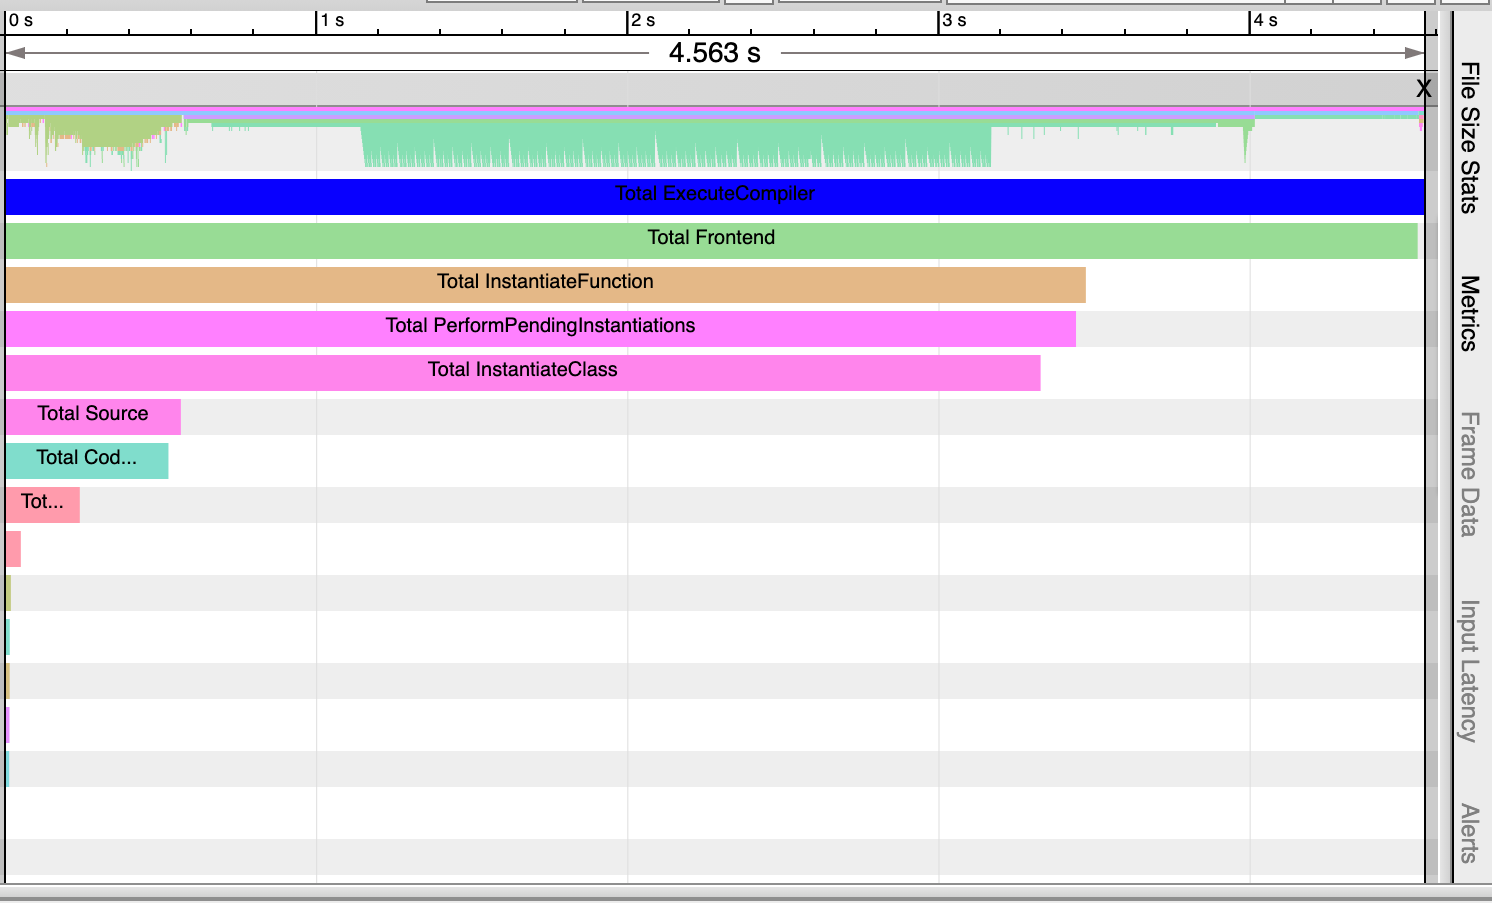 0 s
1 s
2 s
3 s
4 s
4.563 s
X
Total ExecuteCompiler
Total Frontend
Total InstantiateFunction
Total PerformPendingInstantiations
Total InstantiateClass
Total Source
Total Cod...
Tot...
File Size Stats
Metrics
Frame Data
Input Latency
Alerts